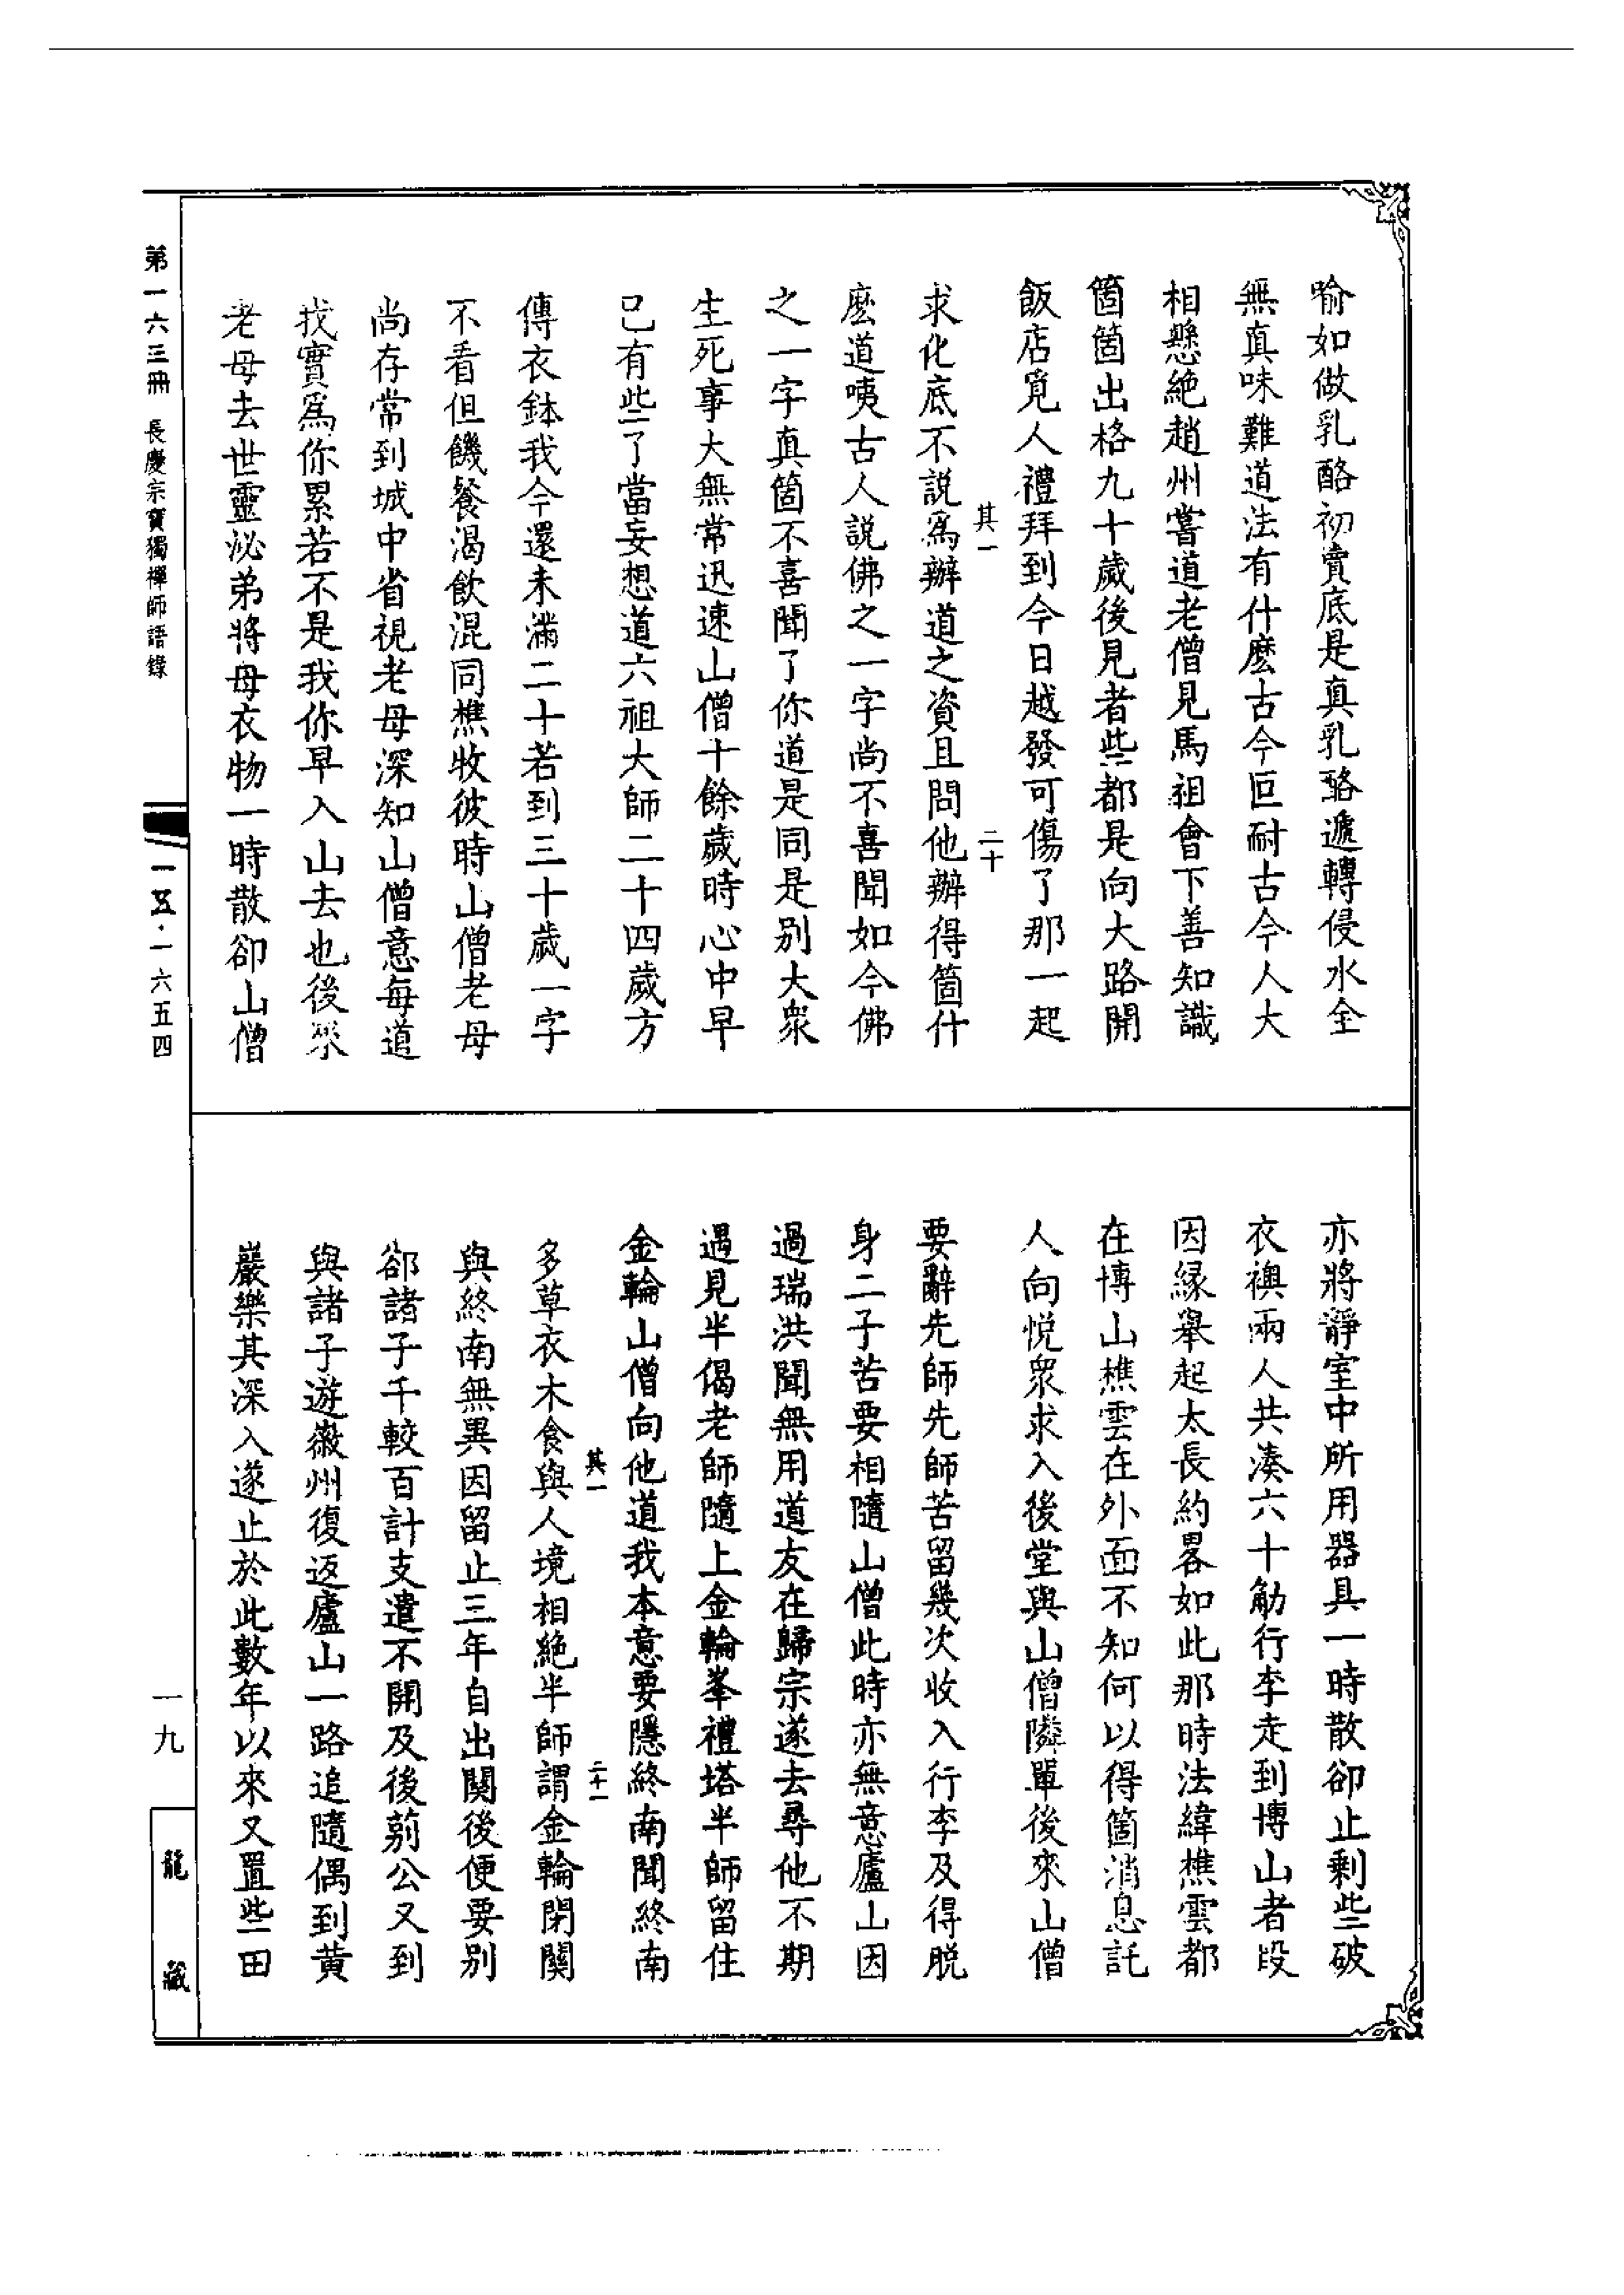 喻如做乳酪初賣底是真乳酪遞轉侵水全
無真味難道法有什麽古今叵耐古今人大
相懸絶趙州嘗道老僧見馬祖會下善知識
箇箇出格九十歲後見者些都是向大路開
飯店覓人禮拜到今日越發可傷了那一起
其一 二十
求化底不説爲辦道之資且問他辦得箇什
麽道咦古人説佛之一字尚不喜聞如今佛
之一字真箇不喜聞了你道是同是别大衆
生死事大無常迅速山僧十餘歲時心中早
已有些了當妄想道六祖大師二十四歲方
傳衣鉢我今還未滿二十若到三十歲一字
不看但饑餐渴飲混同樵牧彼時山僧老母
尚存常到城中省視老母深知山僧意每道
我實爲你累若不是我你早入山去也後來
老母去世靈泌弟將母衣物一時散卻山僧
亦將靜室中所用器具一時散卻止剩些破
衣襖兩人共湊六十觔行李走到博山者段
因緣舉起太長約畧如此那時法緯樵雲都
在博山樵雲在外面不知何以得箇消息託
人向悦衆求入後堂與山僧隣單後來山僧
要辭先師先師苦留幾次收入行李及得脱
身二子苦要相隨山僧此時亦無意廬山因
過瑞洪聞無用道友在歸宗遂去尋他不期
遇見半偈老師隨上金輪峯禮塔半師留住
金輪山僧向他道我本意要隱終南聞終南
其一 二十一
多草衣木食與人境相絶半師謂金輪閉關
與終南無異因留止三年自出關後便要别
郤諸子千較百計支遣不開及後剪公又到
與諸子遊徽州復返廬山一路追隨偶到黄
巖樂其深入遂止於此數年以來又置些田
第一六三冊 長慶宗寶獨禪師語錄
一五·一六五四
一九
龍藏